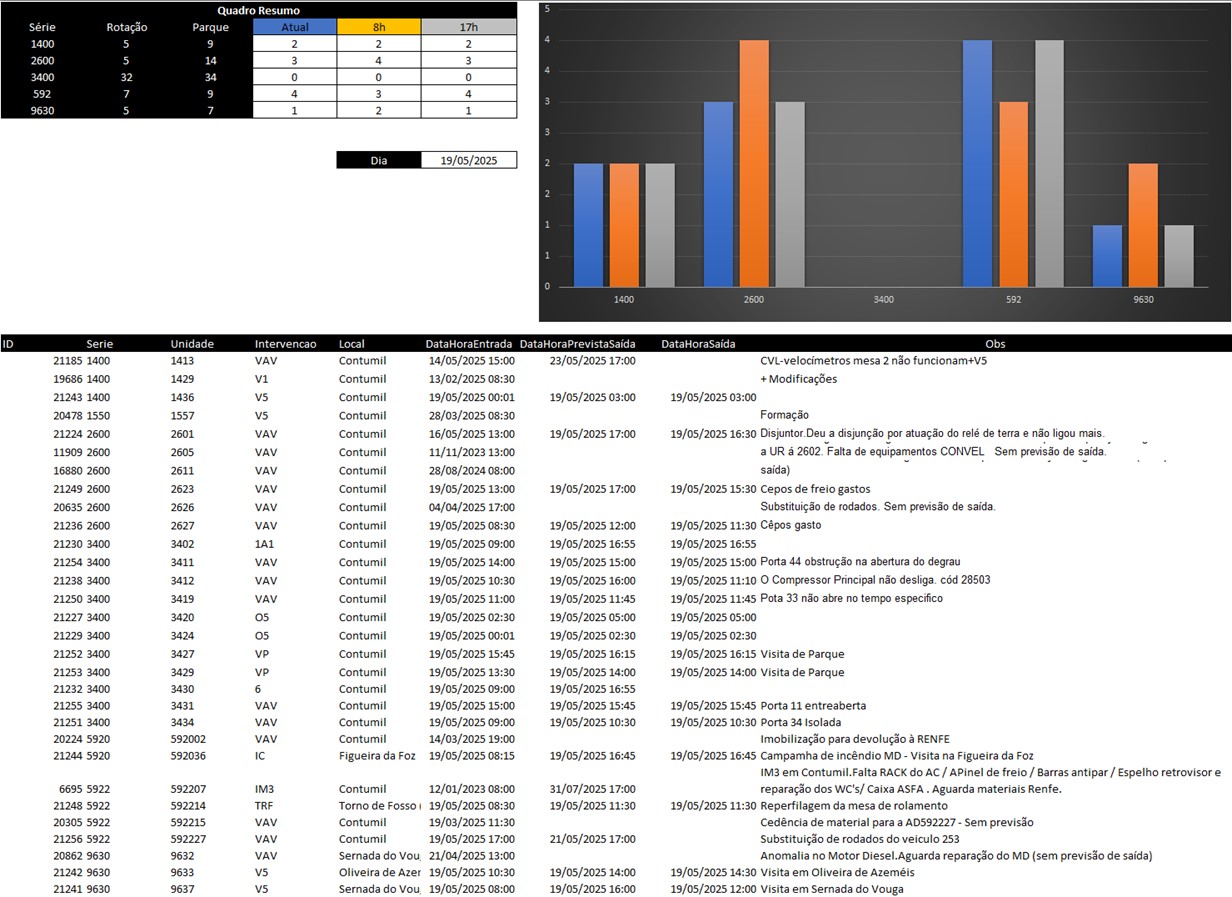 Quadro Resumo
Série Rotação Parque Atual 8h 17h
1400 5 9 2 2 2
2600 5 14 3 4 3
3400 32 34 0 0 0
592 7 9 4 3 4
9630 5 7 1 2 1
Dia 19/05/2025
5
4
4
3
3
2
2
1
1
0
1400 2600 3400 592 9630
ID Serie Unidade Intervencao Local DataHoraEntrada DataHoraPrevistaSaída DataHoraSaída Obs
21185 1400 1413 VAV Contumil 14/05/2025 15:00 23/05/2025 17:00 CVL-velocímetros mesa 2 não funcionam+V5
19686 1400 1429 V1 Contumil 13/02/2025 08:30 + Modificações
21243 1400 1436 V5 Contumil 19/05/2025 00:01 19/05/2025 03:00 19/05/2025 03:00
20478 1550 1557 V5 Contumil 28/03/2025 08:30 Formação
21224 2600 2601 VAV Contumil 16/05/2025 13:00 19/05/2025 17:00 19/05/2025 16:30 Disjuntor.Deu a disjunção por atuação do relé de terra e não ligou mais.
11909 2600 2605 VAV Contumil 11/11/2023 13:00 a UR á 2602. Falta de equipamentos CONVEL Sem previsão de saída.
16880 2600 2611 VAV Contumil 28/08/2024 08:00 saída)
21249 2600 2623 VAV Contumil 19/05/2025 13:00 19/05/2025 17:00 19/05/2025 15:30 Cepos de freio gastos
20635 2600 2626 VAV Contumil 04/04/2025 17:00 Substituição de rodados. Sem previsão de saída.
21236 2600 2627 VAV Contumil 19/05/2025 08:30 19/05/2025 12:00 19/05/2025 11:30 Cêpos gasto
21230 3400 3402 1A1 Contumil 19/05/2025 09:00 19/05/2025 16:55 19/05/2025 16:55
21254 3400 3411 VAV Contumil 19/05/2025 14:00 19/05/2025 15:00 19/05/2025 15:00 Porta 44 obstrução na abertura do degrau
21238 3400 3412 VAV Contumil 19/05/2025 10:30 19/05/2025 16:00 19/05/2025 11:10 O Compressor Principal não desliga. cód 28503
21250 3400 3419 VAV Contumil 19/05/2025 11:00 19/05/2025 11:45 19/05/2025 11:45 Pota 33 não abre no tempo especifico
21227 3400 3420 O5 Contumil 19/05/2025 02:30 19/05/2025 05:00 19/05/2025 05:00
21229 3400 3424 O5 Contumil 19/05/2025 00:01 19/05/2025 02:30 19/05/2025 02:30
21252 3400 3427 VP Contumil 19/05/2025 15:45 19/05/2025 16:15 19/05/2025 16:15 Visita de Parque
21253 3400 3429 VP Contumil 19/05/2025 13:30 19/05/2025 14:00 19/05/2025 14:00 Visita de Parque
21232 3400 3430 6 Contumil 19/05/2025 09:00 19/05/2025 16:55
21255 3400 3431 VAV Contumil 19/05/2025 15:00 19/05/2025 15:45 19/05/2025 15:45 Porta 11 entreaberta
21251 3400 3434 VAV Contumil 19/05/2025 09:00 19/05/2025 10:30 19/05/2025 10:30 Porta 34 Isolada
20224 5920 592002 VAV Contumil 14/03/2025 19:00 Imobilização para devolução à RENFE
21244 5920 592036 IC Figueira da Foz 19/05/2025 08:15 19/05/2025 16:45 19/05/2025 16:45 Campanha de incêndio MD - Visita na Figueira da Foz
IM3 em Contumil.Falta RACK do AC / APinel de freio / Barras antipar / Espelho retrovisor e
6695 5922 592207 IM3 Contumil 12/01/2023 08:00 31/07/2025 17:00 reparação dos WC's/ Caixa ASFA . Aguarda materiais Renfe.
21248 5922 592214 TRF Torno de Fosso ( 19/05/2025 08:30 19/05/2025 11:30 19/05/2025 11:30 Reperfilagem da mesa de rolamento
20305 5922 592215 VAV Contumil 19/03/2025 11:30 Cedência de material para a AD592227 - Sem previsão
21256 5922 592227 VAV Contumil 19/05/2025 17:00 21/05/2025 17:00 Substituição de rodados do veiculo 253
20862 9630 9632 VAV Sernada do Vou 21/04/2025 13:00 Anomalia no Motor Diesel.Aguarda reparação do MD (sem previsão de saída)
21242 9630 9633 V5 Oliveira de Azer 19/05/2025 10:30 19/05/2025 14:00 19/05/2025 14:30 Visita em Oliveira de Azeméis
21241 9630 9637 V5 Sernada do Vou 19/05/2025 08:00 19/05/2025 16:00 19/05/2025 12:00 Visita em Sernada do Vouga